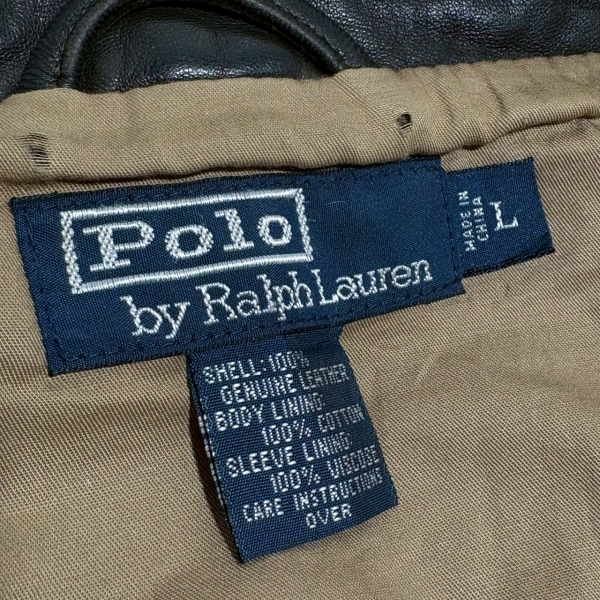 Polo
by Ralph Lauren
MADE IN
CHINA
L
SHELL:100%
GENUINE LEATHER
BODY LINING
100% COTTON
SLEEVE LINING
100% VISCOSE
CARE INSTRUCTIONS
OVER